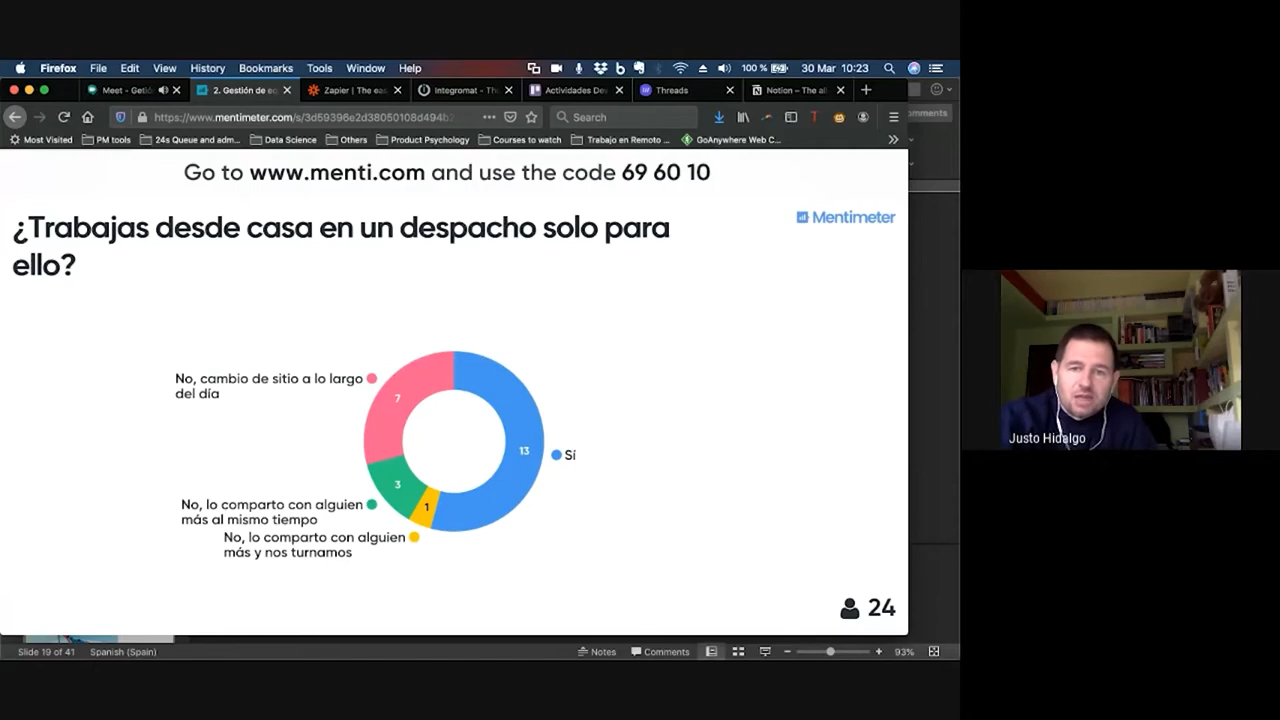 Firefox File Edit View History Bookmarks Tools Window Help
100 % 30 Mar 10:23
Meet - Gestió
2. Gestión de eq
Zapier | The eas
Integromat - Th
Actividades De
Threads
Notion – The all
https://www.mentimeter.com/s/3d59396e2d38050108d494b
Search
omments
Most Visited PM tools 24s Queue and adm... Data Science Others Product Psychology Courses to watch Trabajo en Remoto ... GoAnywhere Web C...
Go to www.menti.com and use the code 69 60 10
¿Trabajas desde casa en un despacho solo para
ello?
Mentimeter
No, cambio de sitio a lo largo
del día
7
13
Sí
3
1
No, lo comparto con alguien
más al mismo tiempo
No, lo comparto con alguien
más y nos turnamos
24
Slide 19 of 41 Spanish (Spain) Notes Comments 93%
Justo Hidalgo